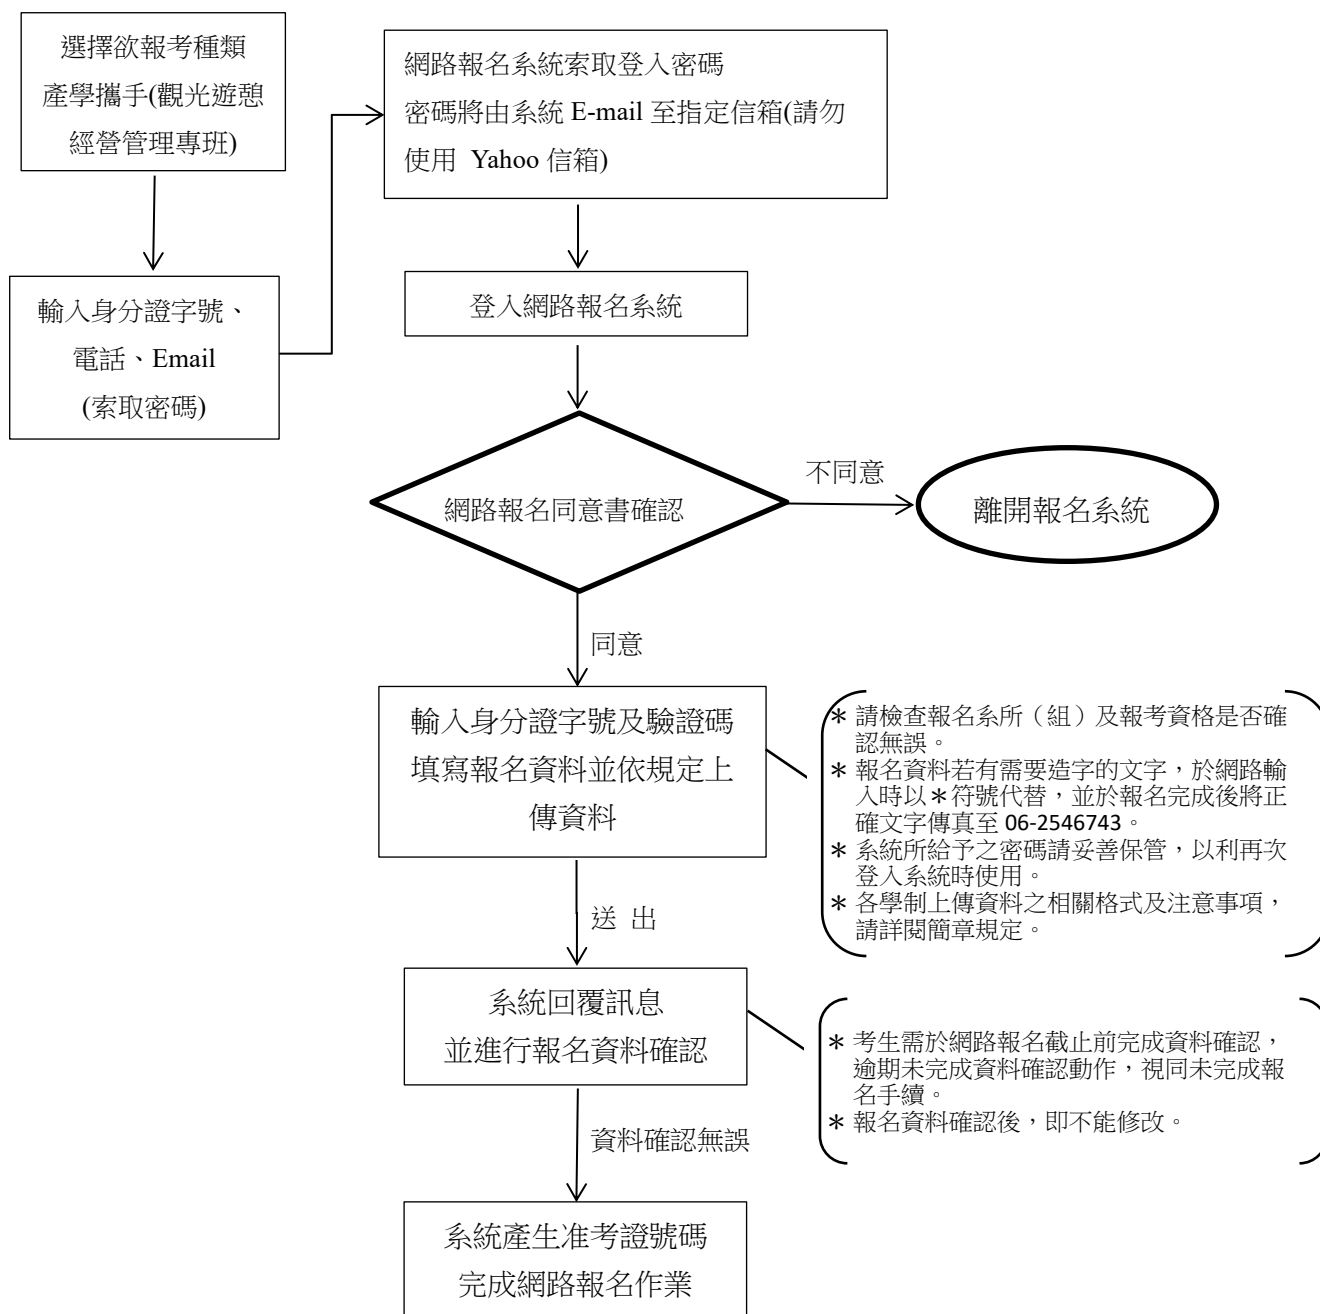 選擇欲報考種類
產學攜手(觀光遊憩
經營管理專班)
網路報名系統索取登入密碼
密碼將由系統 E-mail 至指定信箱(請勿
使用 Yahoo 信箱)
輸入身分證字號、
電話、Email
(索取密碼)
登入網路報名系統
網路報名同意書確認
不同意
離開報名系統
同意
輸入身分證字號及驗證碼
填寫報名資料並依規定上
傳資料
＊請檢查報名系所（組）及報考資格是否確
認無誤。
＊報名資料若有需要造字的文字，於網路輸
入時以＊符號代替，並於報名完成後將正
確文字傳真至 06-2546743。
＊系統所給予之密碼請妥善保管，以利再次
登入系統時使用。
＊各學制上傳資料之相關格式及注意事項，
請詳閱簡章規定。
送 出
系統回覆訊息
並進行報名資料確認
＊考生需於網路報名截止前完成資料確認，
逾期未完成資料確認動作，視同未完成報
名手續。
＊報名資料確認後，即不能修改。
資料確認無誤
系統產生准考證號碼
完成網路報名作業